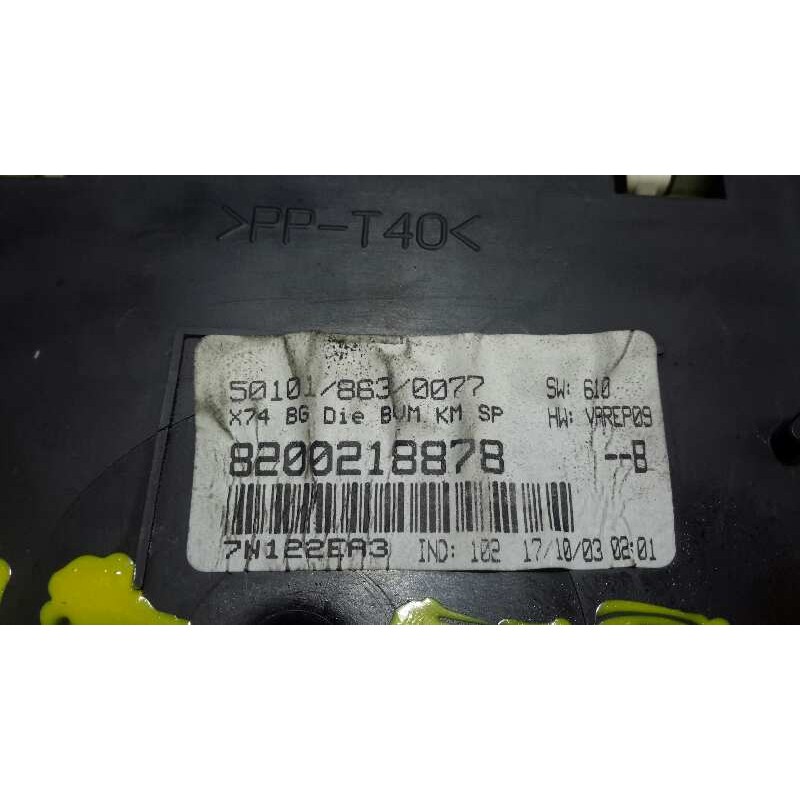 >PP-T40<
50101/863/0077 SW: 610
X74 BG Die BVM KM SP HW: VAREP09
8200218878 --B
7N122EA3 IND: 102 17/10/03 02:01